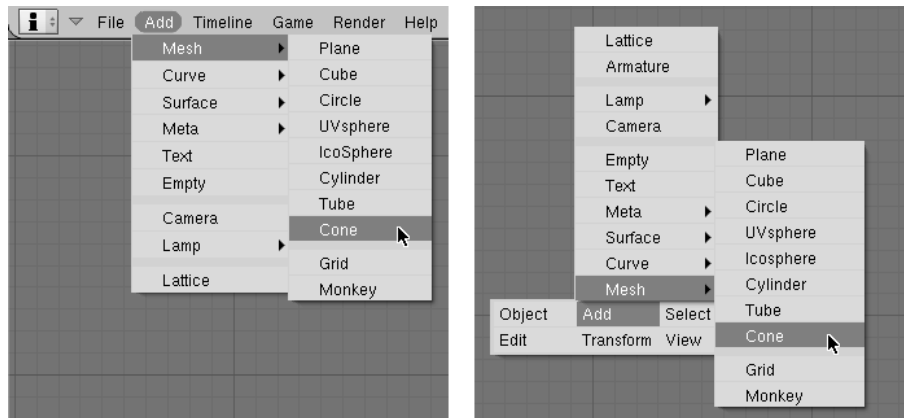 File Add Timeline Game Render Help
Mesh
Curve
Surface
Meta
Text
Empty
Camera
Lamp
Lattice
Plane
Cube
Circle
UVsphere
IcoSphere
Cylinder
Tube
Cone
Grid
Monkey
Lattice
Armature
Lamp
Camera
Empty
Text
Meta
Surface
Curve
Mesh
Object Add Select
Edit Transform View
Plane
Cube
Circle
UVsphere
Icosphere
Cylinder
Tube
Cone
Grid
Monkey